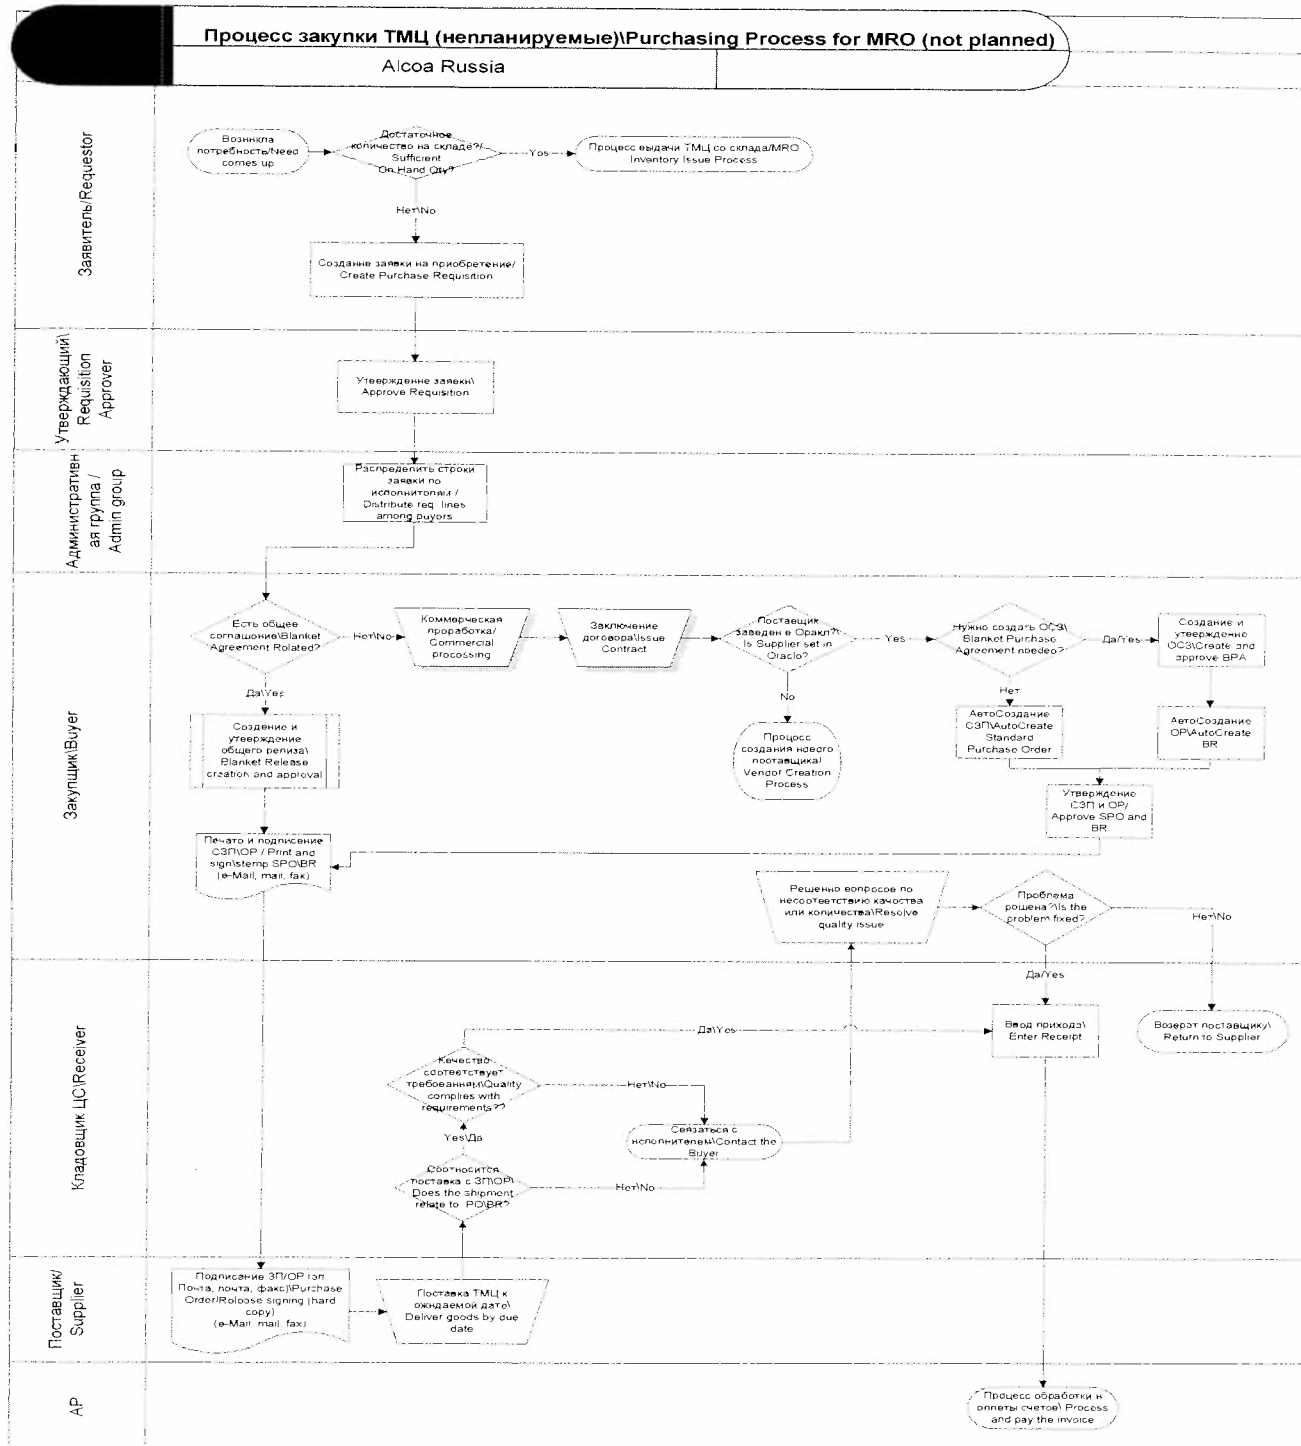 Процесс закупки ТМЦ (непланируемые)\Purchasing Process for MRO (not planned)
Alcoa Russia
Заявитель/Requestor
Возникла
потребность/Need
comes up
Достаточное
количество на складе?/
Sufficient
On Hand Qty?
Yes
Процесс выдачи ТМЦ со склада/MRO
Inventory Issue Process
Нет\No
Создание заявки на приобретение/
Create Purchase Requisition
Утверждающий\
Requisition
Approver
Утверждение заявки\
Approve Requisition
Административн
ая группа /
Admin group
Распределить строки
заявки по
исполнителям /
Distribute req. lines
among buyers
Закупщик\Buyer
Есть общее
соглашение\Blanket
Agreement Related?
Нет\No
Коммерческая
проработка/
Commercial
processing
Заключение
договора\Issue
Contract
Поставщик
заведен в Оракл?\
Is Supplier set in
Oracle?
Yes
Нужно создать ОСЗ\
Blanket Purchase
Agreement needed?
Да/Yes
Создание и
утверждение
ОСЗ\Create and
approve BPA
Да\Yes
No
Нет
Создание и
утверждение
общего релиза\
Blanket Release
creation and approval
Процесс
создания нового
поставщика/
Vendor Creation
Process
АвтоСоздание
СЗП\AutoCreate
Standard
Purchase Order
АвтоСоздание
ОР\AutoCreate
BR
Утверждение
СЗП и ОР/
Approve SPO and
BR
Печать и подписание
СЗП\ОР / Print and
sign\stemp SPO\BR
(e-Mail, mail, fax)
Решение вопросов по
несоответствию качества
или количества\Resolve
quality issue
Проблема
решена?\Is the
problem fixed?
Нет\No
Да/Yes
Кладовщик ЦС\Receiver
Да\Yes
Ввод прихода\
Enter Receipt
Возврат поставщику\
Return to Supplier
Качество
соответствует
требованиям\Quality
complies with
requirements??
Нет\No
Yes\Да
Связаться с
исполнителем\Contact the
Buyer
Соотносится
поставка с ЗП\ОР\
Does the shipment
relate to PO\BR?
Нет\No
Поставщик/
Supplier
Подписание ЗП/ОР (эл.
Почта, почта, факс)\Purchase
Order/Release signing (hard
copy)
(e-Mail, mail, fax)
Поставка ТМЦ к
ожидаемой дате\
Deliver goods by due
date
AP
Процесс обработки и
оплеты счетов\ Process
and pay the invoice